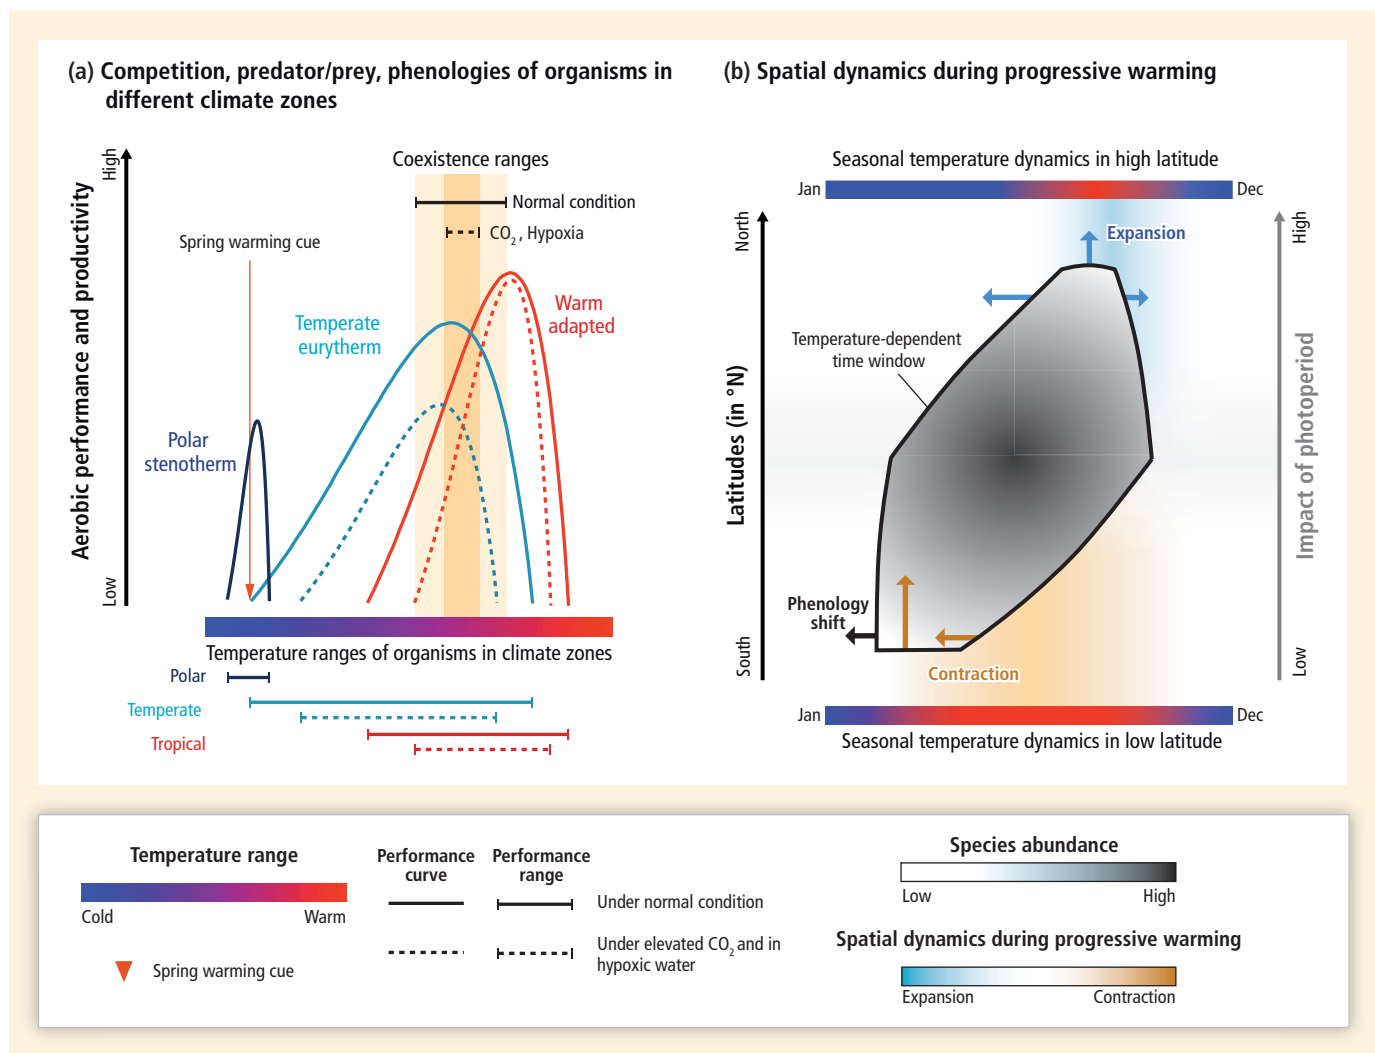 (a) Competition, predator/prey, phenologies of organisms in
different climate zones
High
Aerobic performance and productivity
Low
Coexistence ranges
Normal condition
CO2 , Hypoxia
Spring warming cue
Temperate
eurytherm
Warm
adapted
Polar
stenotherm
Temperature ranges of organisms in climate zones
Polar
Temperate
Tropical
(b) Spatial dynamics during progressive warming
Seasonal temperature dynamics in high latitude
Jan
Dec
North
Latitudes (in °N)
South
High
Impact of photoperiod
Low
Expansion
Temperature-dependent
time window
Phenology
shift
Contraction
Jan
Dec
Seasonal temperature dynamics in low latitude
Temperature range
Cold
Warm
Spring warming cue
Performance
curve
Performance
range
Under normal condition
Under elevated CO2 and in
hypoxic water
Species abundance
Low
High
Spatial dynamics during progressive warming
Expansion
Contraction